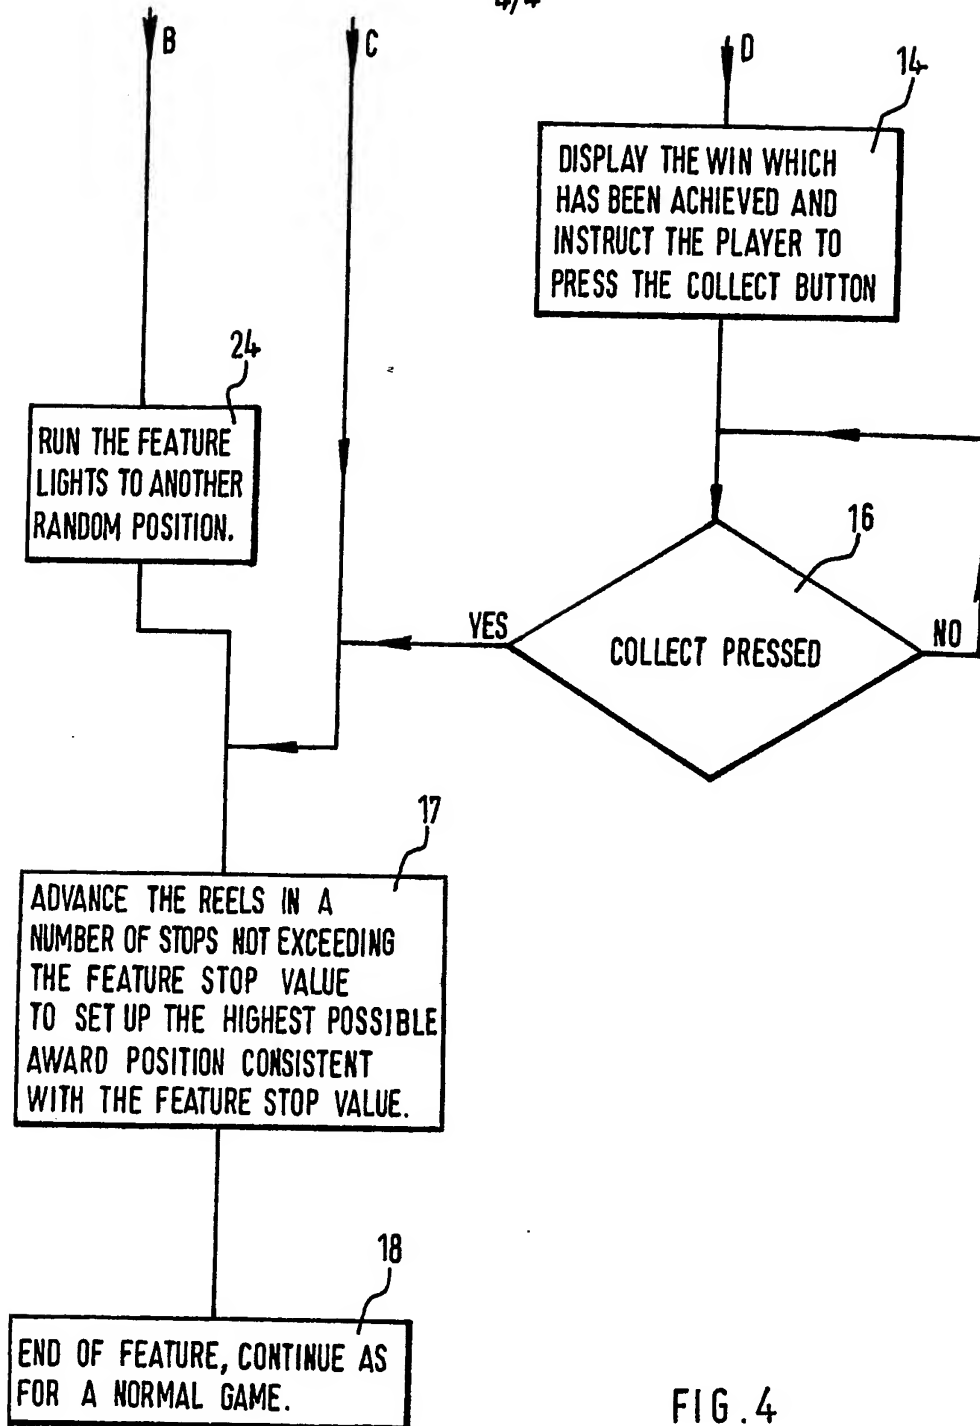 4/4
B
C
D
14
DISPLAY THE WIN WHICH
HAS BEEN ACHIEVED AND
INSTRUCT THE PLAYER TO
PRESS THE COLLECT BUTTON
24
RUN THE FEATURE
LIGHTS TO ANOTHER
RANDOM POSITION.
16
YES
COLLECT PRESSED
NO
17
ADVANCE THE REELS IN A
NUMBER OF STOPS NOT EXCEEDING
THE FEATURE STOP VALUE
TO SET UP THE HIGHEST POSSIBLE
AWARD POSITION CONSISTENT
WITH THE FEATURE STOP VALUE.
18
END OF FEATURE, CONTINUE AS
FOR A NORMAL GAME.
FIG.4